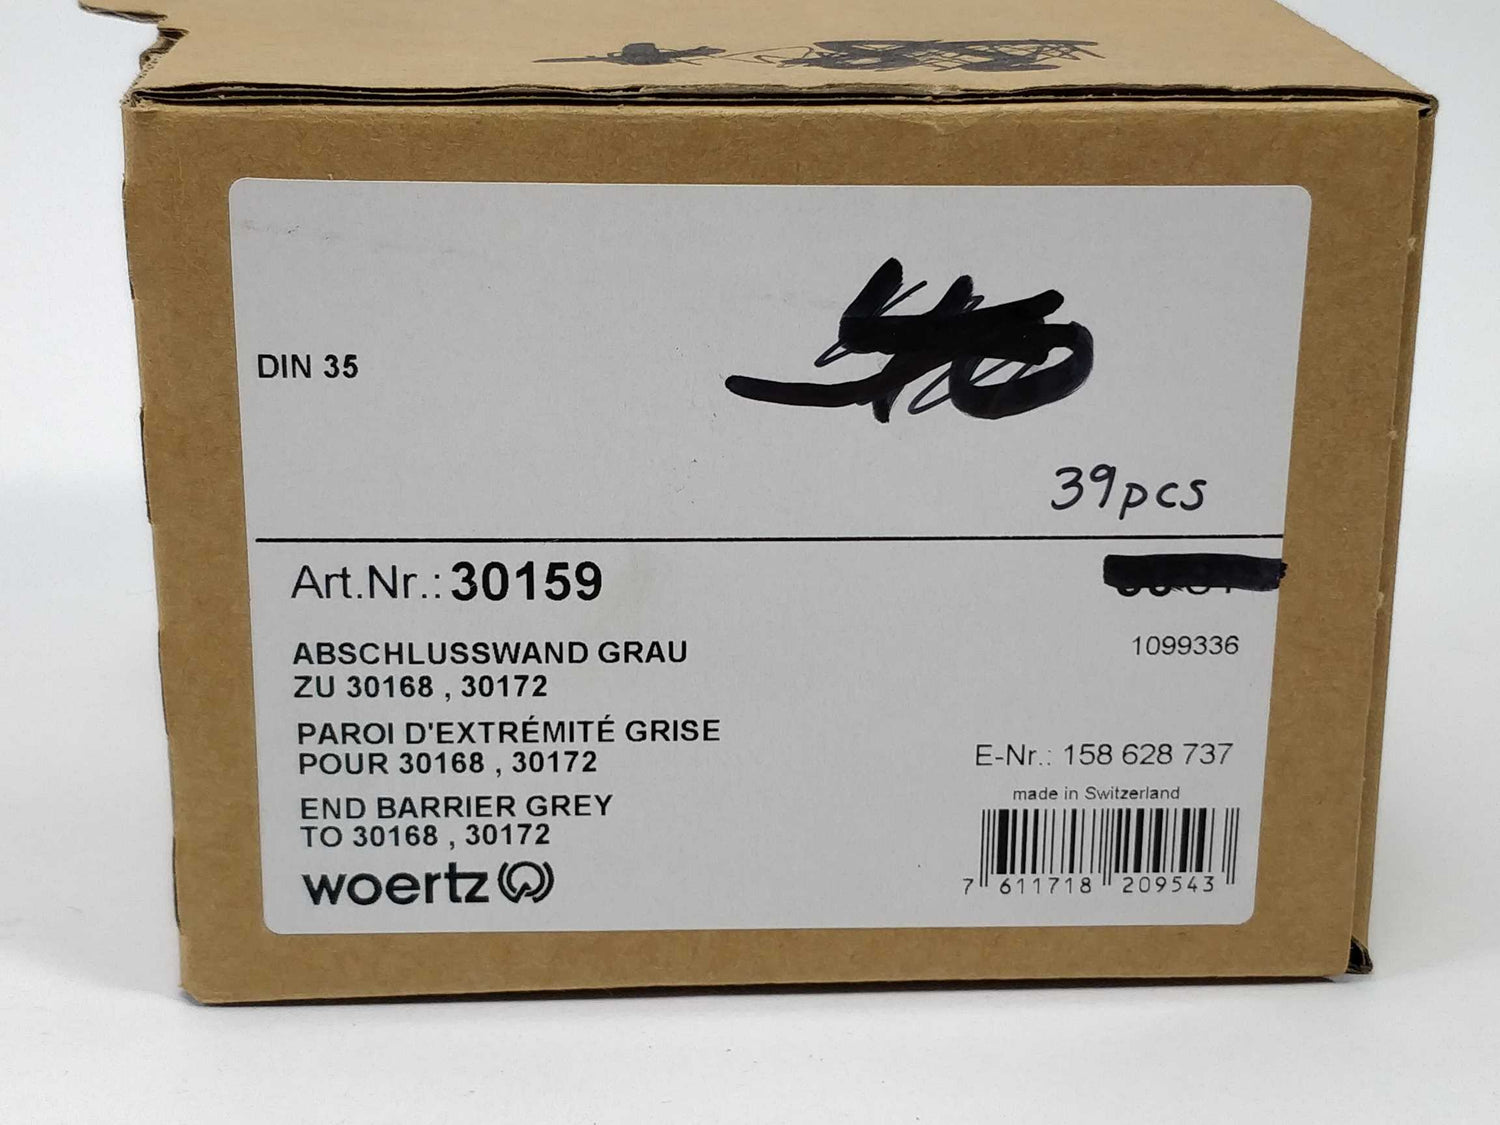 DIN 35
39pcs
Art.Nr.: 30159
ABSCHLUSSWAND GRAU
ZU 30168 , 30172
1099336
PAROI D'EXTRÉMITÉ GRISE
POUR 30168 , 30172
E-Nr.: 158 628 737
made in Switzerland
END BARRIER GREY
TO 30168 , 30172
woertz
7 611718 209543